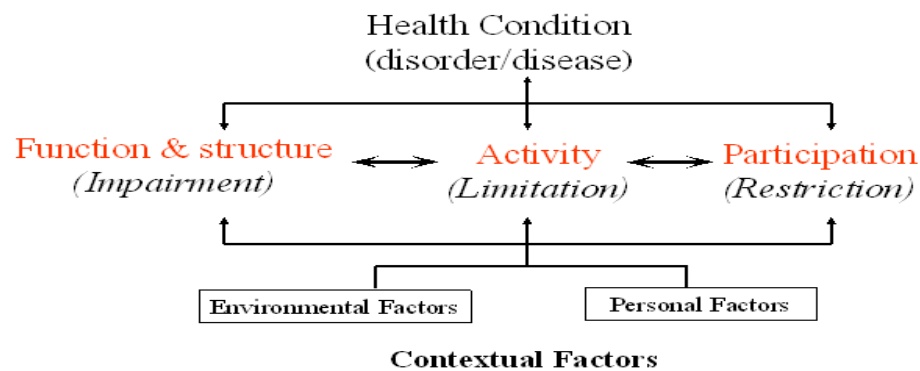 Health Condition
(disorder/disease)
Function & structure
(Impairment)
Activity
(Limitation)
Participation
(Restriction)
Environmental Factors
Personal Factors
Contextual Factors